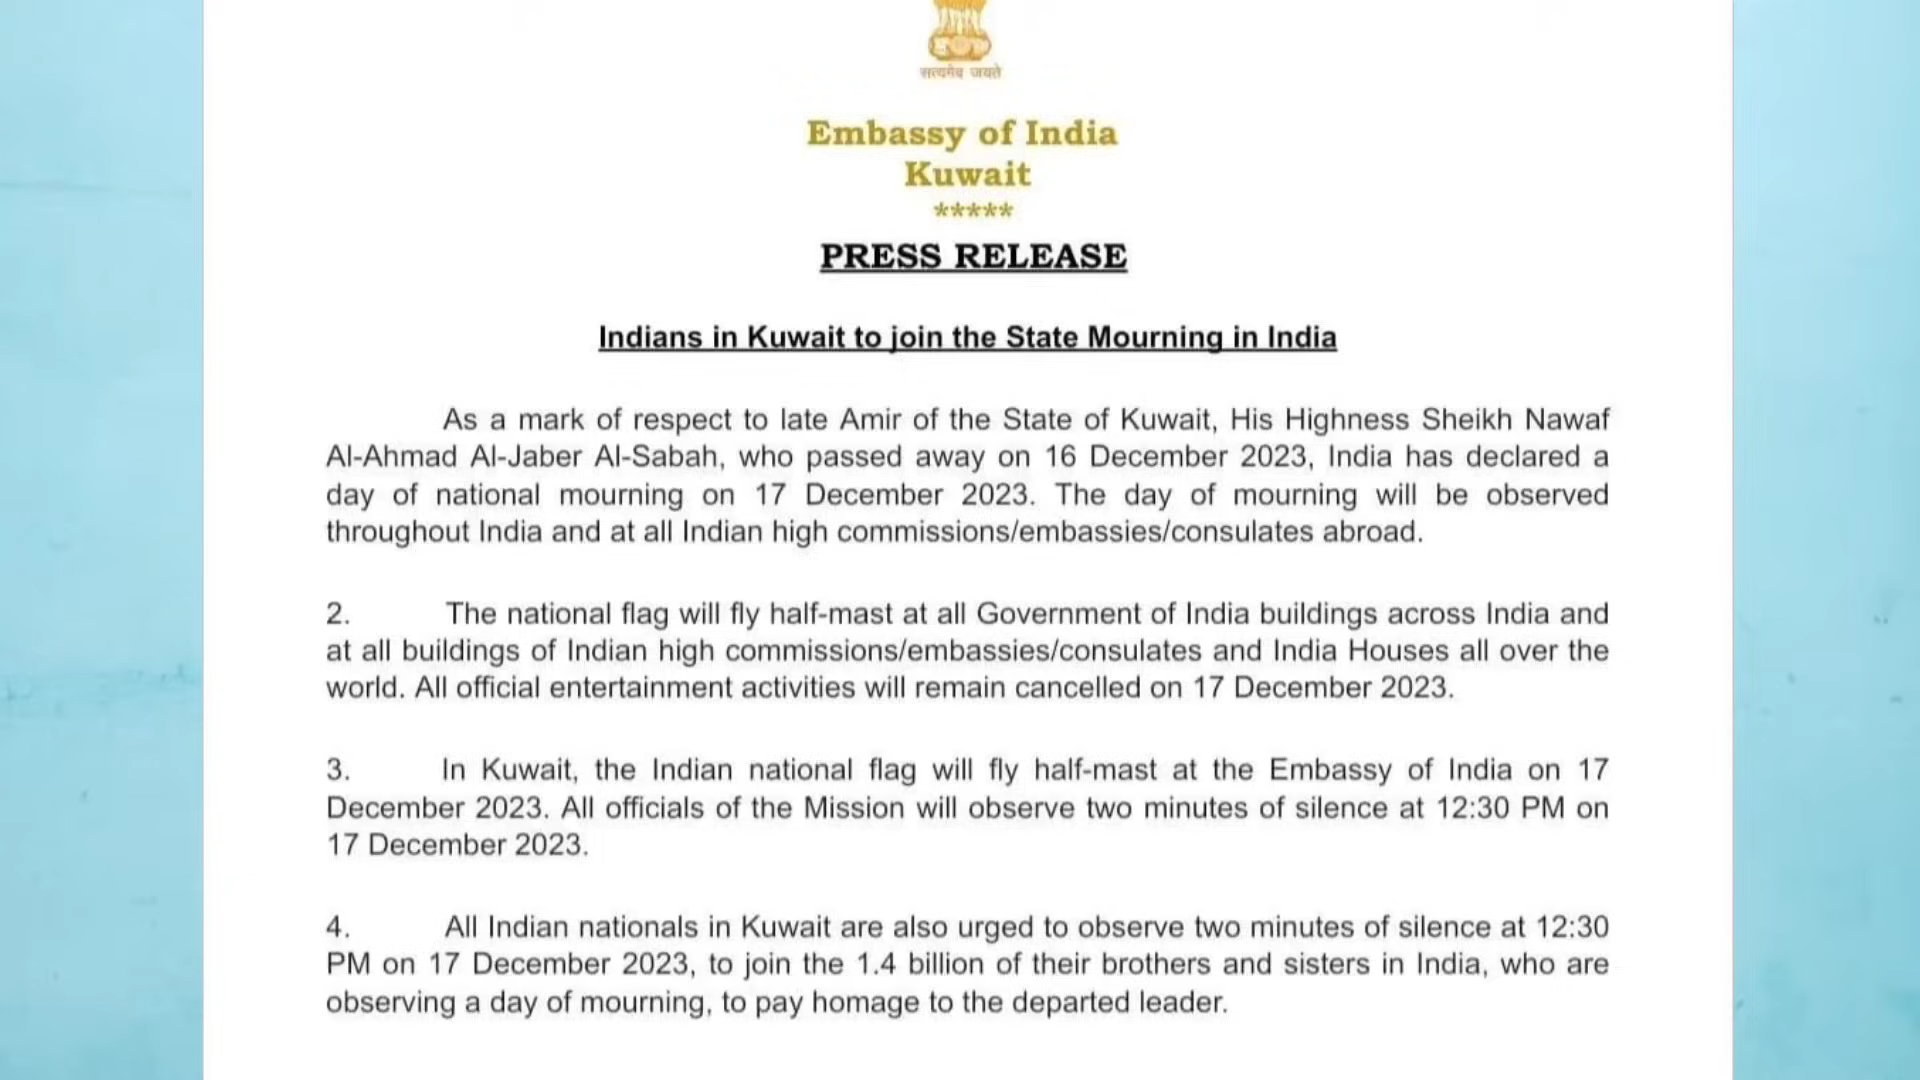 सत्यमेव जयते
Embassy of India
Kuwait
*****
PRESS RELEASE
Indians in Kuwait to join the State Mourning in India
As a mark of respect to late Amir of the State of Kuwait, His Highness Sheikh Nawaf
Al-Ahmad Al-Jaber Al-Sabah, who passed away on 16 December 2023, India has declared a
day of national mourning on 17 December 2023. The day of mourning will be observed
throughout India and at all Indian high commissions/embassies/consulates abroad.
2. The national flag will fly half-mast at all Government of India buildings across India and
at all buildings of Indian high commissions/embassies/consulates and India Houses all over the
world. All official entertainment activities will remain cancelled on 17 December 2023.
3. In Kuwait, the Indian national flag will fly half-mast at the Embassy of India on 17
December 2023. All officials of the Mission will observe two minutes of silence at 12:30 PM on
17 December 2023.
4. All Indian nationals in Kuwait are also urged to observe two minutes of silence at 12:30
PM on 17 December 2023, to join the 1.4 billion of their brothers and sisters in India, who are
observing a day of mourning, to pay homage to the departed leader.